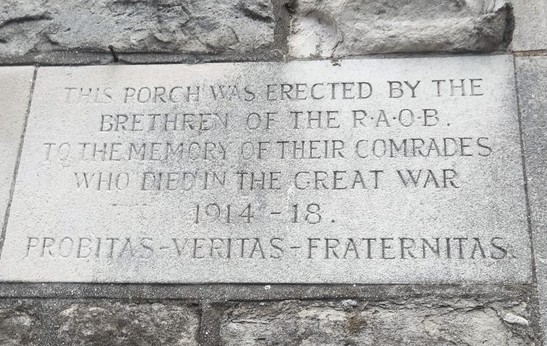 THIS PORCH WAS ERECTED BY THE
BRETHREN OF THE R·A·O·B.
TO THE MEMORY OF THEIR COMRADES
WHO DIED IN THE GREAT WAR
1914-18.
PROBITAS-VERITAS-FRATERNITAS.